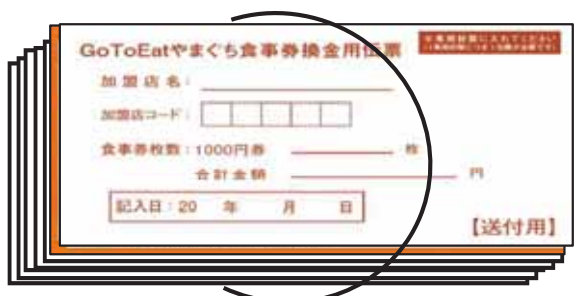 GoToEatやまぐち食事券換金用伝票
加盟店名:
加盟店コード:
食事券枚数:1000円券 枚
合計金額 円
記入日:20 年 月 日
【送付用】